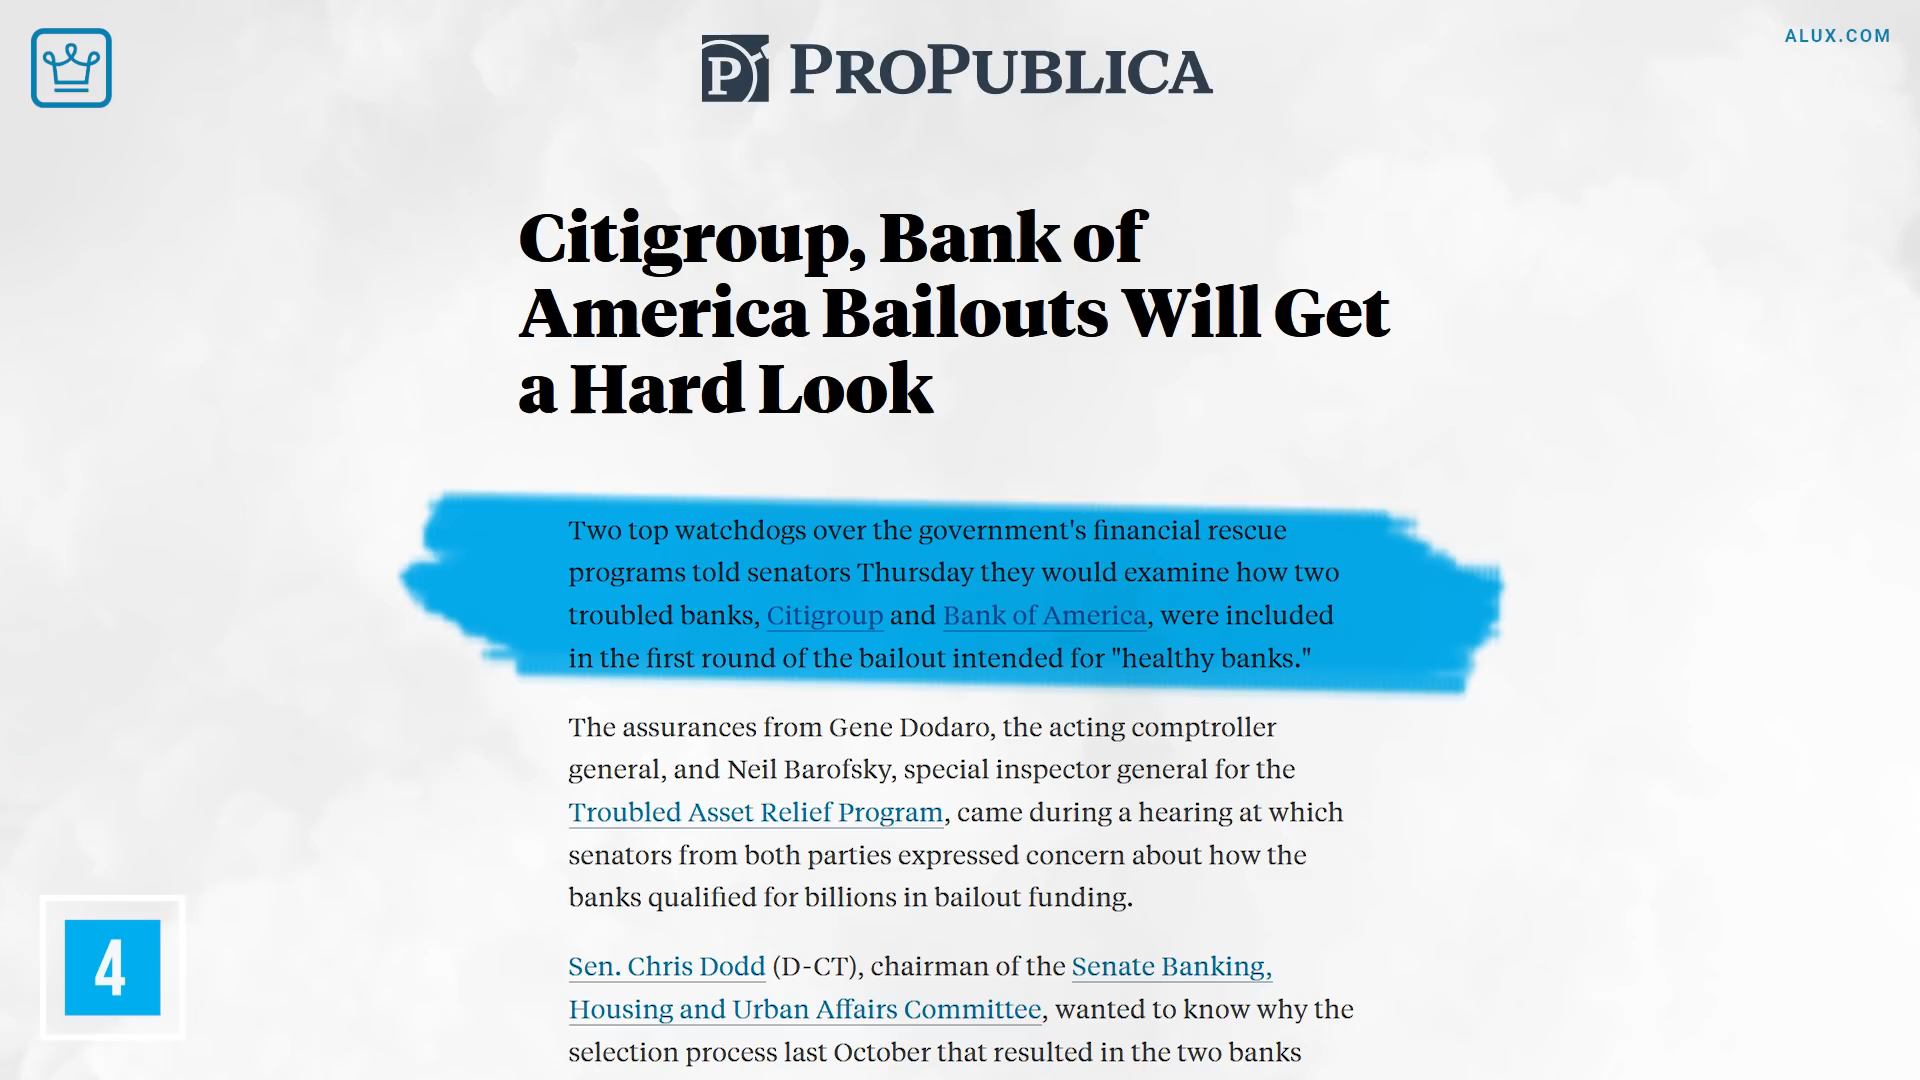 ALUX.COM
P PROPUBLICA
Citigroup, Bank of
America Bailouts Will Get
a Hard Look
Two top watchdogs over the government's financial rescue
programs told senators Thursday they would examine how two
troubled banks, Citigroup and Bank of America, were included
in the first round of the bailout intended for "healthy banks."
The assurances from Gene Dodaro, the acting comptroller
general, and Neil Barofsky, special inspector general for the
Troubled Asset Relief Program, came during a hearing at which
senators from both parties expressed concern about how the
banks qualified for billions in bailout funding.
Sen. Chris Dodd (D-CT), chairman of the Senate Banking,
Housing and Urban Affairs Committee, wanted to know why the
selection process last October that resulted in the two banks
4